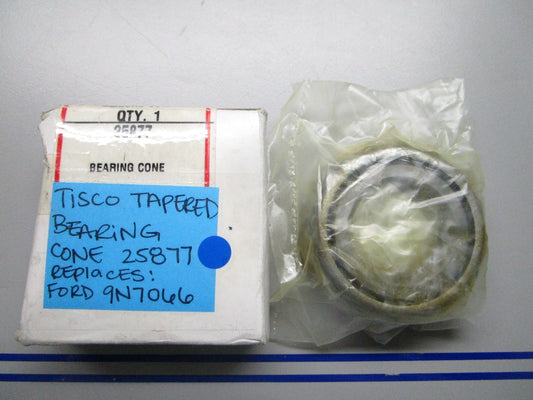 QTY. 1
25877
BEARING CONE
TISCO TAPERED
BEARING
CONE 25877
REPlACES:
FORD 9N7066